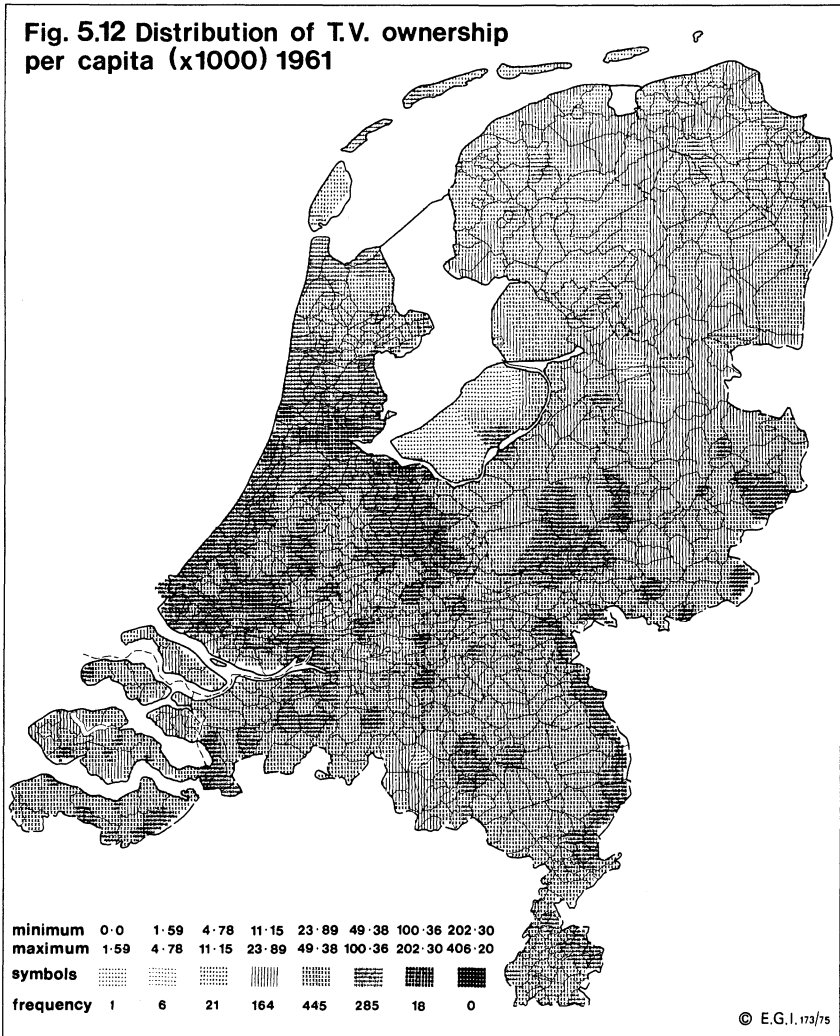 Fig. 5.12 Distribution of T.V. ownership
per capita (x1000) 1961
minimum 0·0 1·59 4·78 11·15 23·89 49·38 100·36 202·30
maximum 1·59 4·78 11·15 23·89 49·38 100·36 202·30 406·20
symbols
frequency 1 6 21 164 445 285 18 0
© E.G.I. 173/75